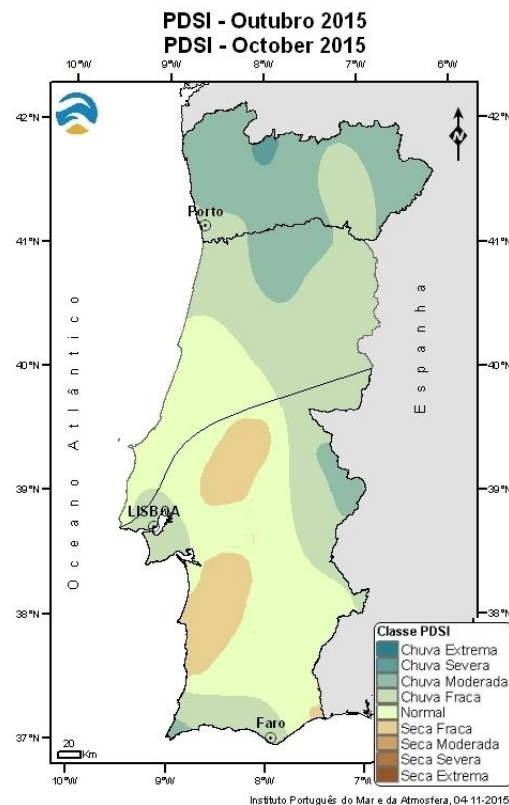 PDSI - Outubro 2015
PDSI - October 2015
10°W 9°W 8°W 7°W 6°W
42°N 42°N
N
Porto
41°N 41°N
Oceano Atlântico
Espanha
40°N 40°N
39°N 39°N
LISBOA
38°N 38°N
Classe PDSI
Chuva Extrema
Chuva Severa
Chuva Moderada
Chuva Fraca
Normal
Seca Fraca
Seca Moderada
Seca Severa
Seca Extrema
Faro
37°N
20
Km
10°W 9°W 8°W 7°W
Instituto Português do Mar e da Atmosfera, 04-11-2015